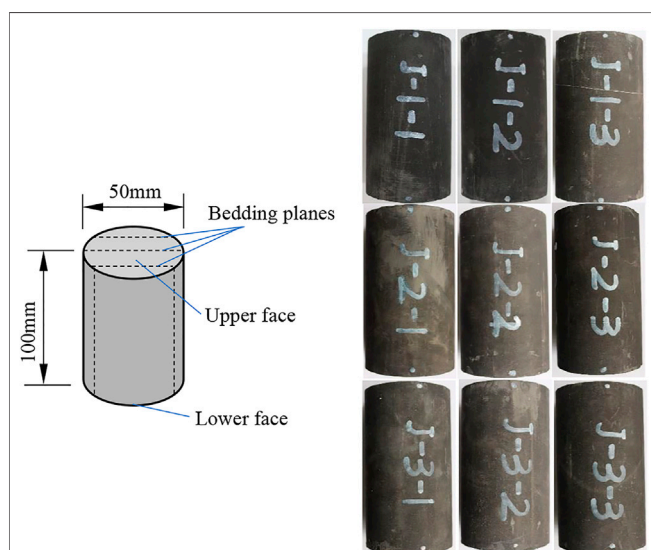 50mm
Bedding planes
Upper face
100mm
Lower face
J-1-1
J-1-2
J-1-3
J-2-1
J-2-2
J-2-3
J-3-1
J-3-2
J-3-3